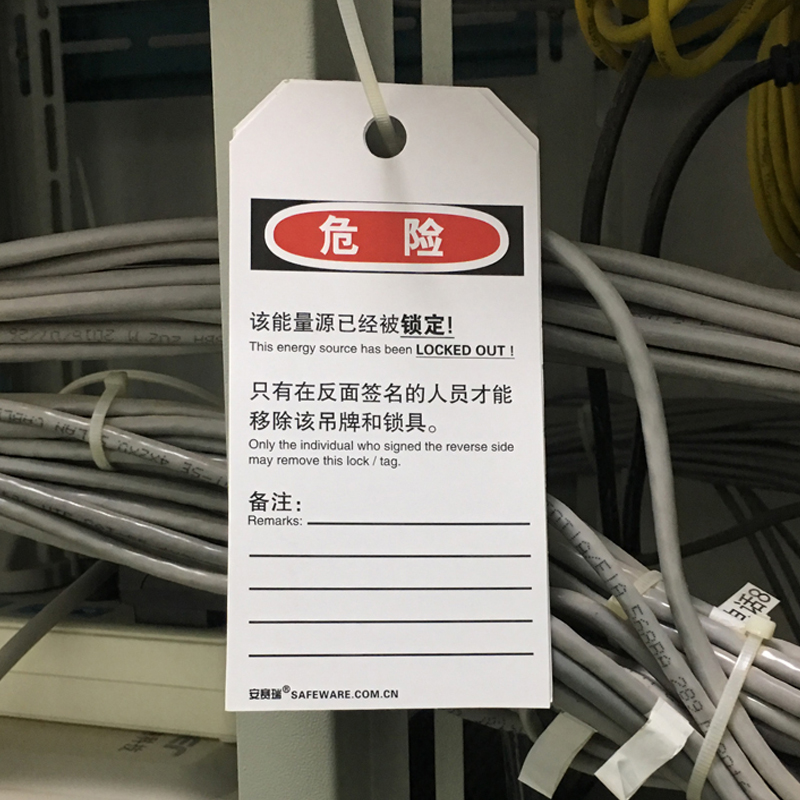 危 险
该能量源已经被锁定!
This energy source has been LOCKED OUT !
只有在反面签名的人员才能
移除该吊牌和锁具。
Only the individual who signed the reverse side
may remove this lock / tag.
备注:
Remarks:
安赛瑞® SAFEWARE.COM.CN